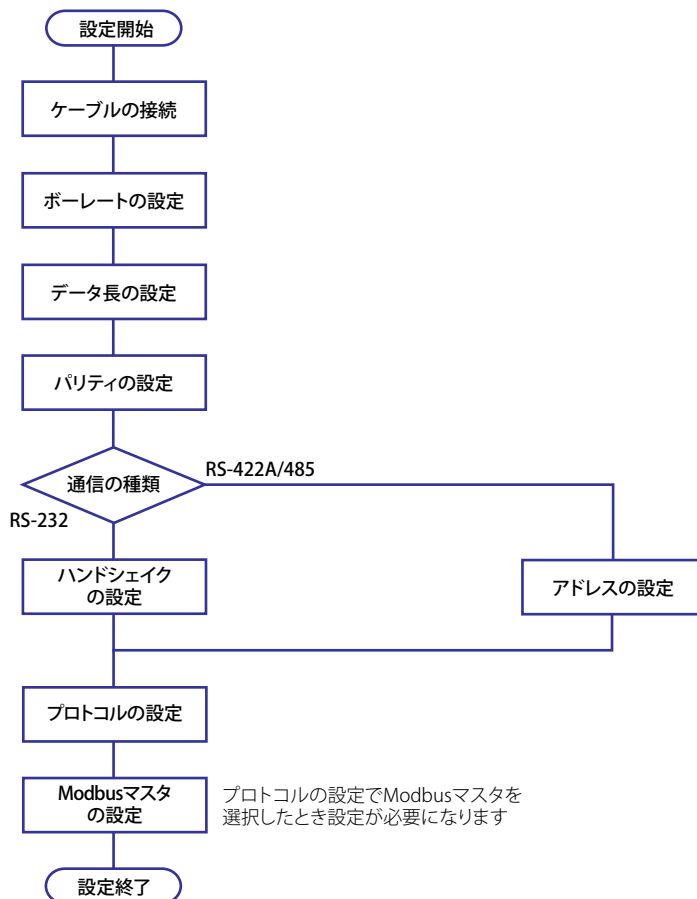 設定開始
ケーブルの接続
ボーレートの設定
データ長の設定
パリティの設定
通信の種類
RS-422A/485
RS-232
ハンドシェイク
の設定
アドレスの設定
プロトコルの設定
Modbusマスタ
の設定
プロトコルの設定でModbusマスタを
選択したとき設定が必要になります
設定終了